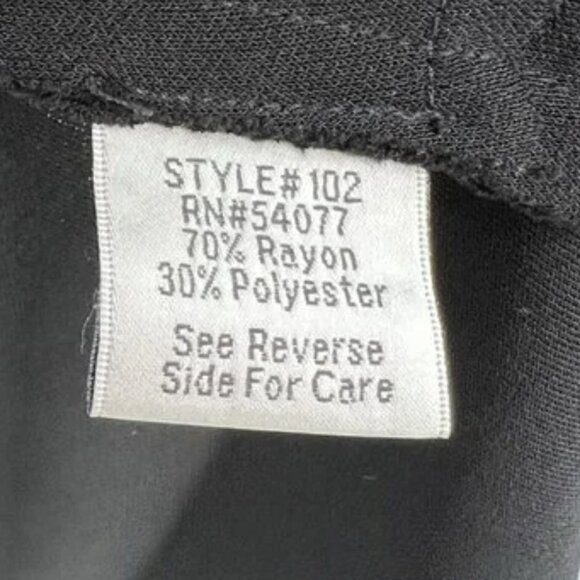 STYLE#102
RN#54077
70% Rayon
30% Polyester
See Reverse
Side For Care